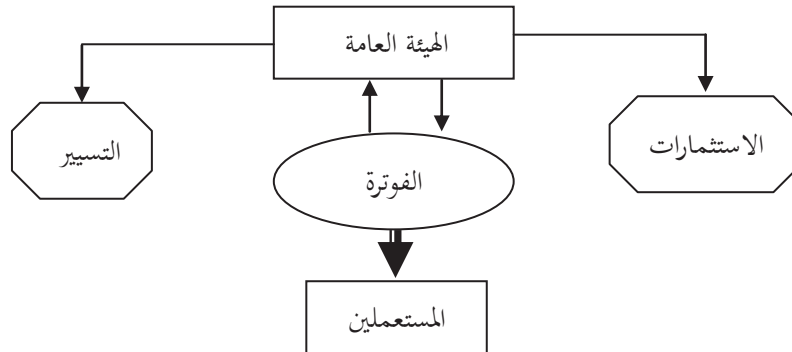 الهيئة العامة
الاستثمارات
التسيير
الفوترة
المستعملين